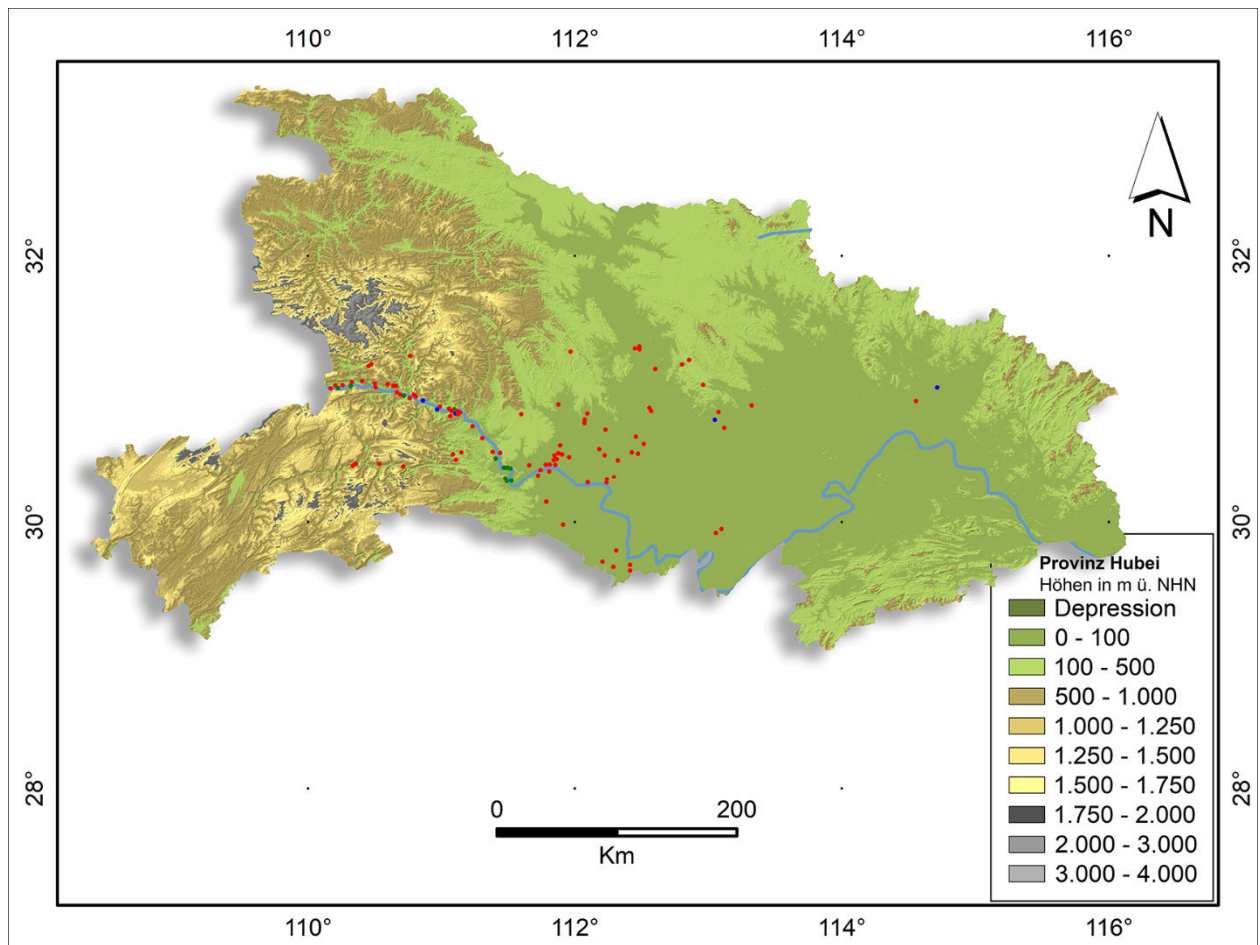 110° 112° 114° 116°
N
32° 32°
30° 30°
Provinz Hubei
Höhen in m ü. NHN
Depression
0 - 100
100 - 500
500 - 1.000
1.000 - 1.250
1.250 - 1.500
1.500 - 1.750
1.750 - 2.000
2.000 - 3.000
3.000 - 4.000
28° 28°
0 200
Km
110° 112° 114° 116°